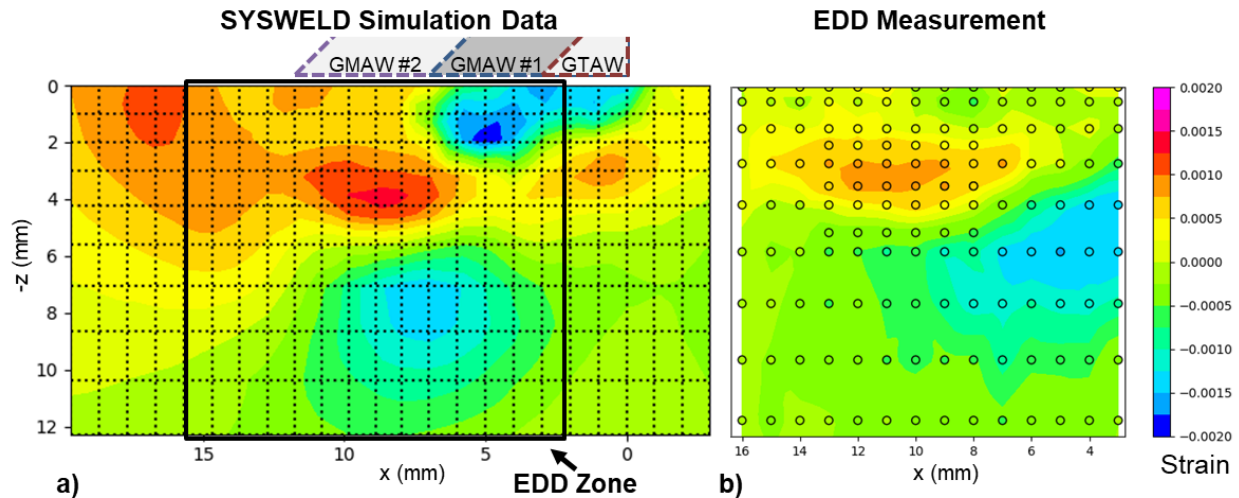 SYSWELD Simulation Data
EDD Measurement
GMAW #2
GMAW #1
GTAW
0
2
4
6
8
10
12
-z (mm)
15
10
5
0
x (mm)
a)
EDD Zone
16
14
12
10
8
6
4
x (mm)
b)
0.0020
0.0015
0.0010
0.0005
0.0000
−0.0005
−0.0010
−0.0015
−0.0020
Strain